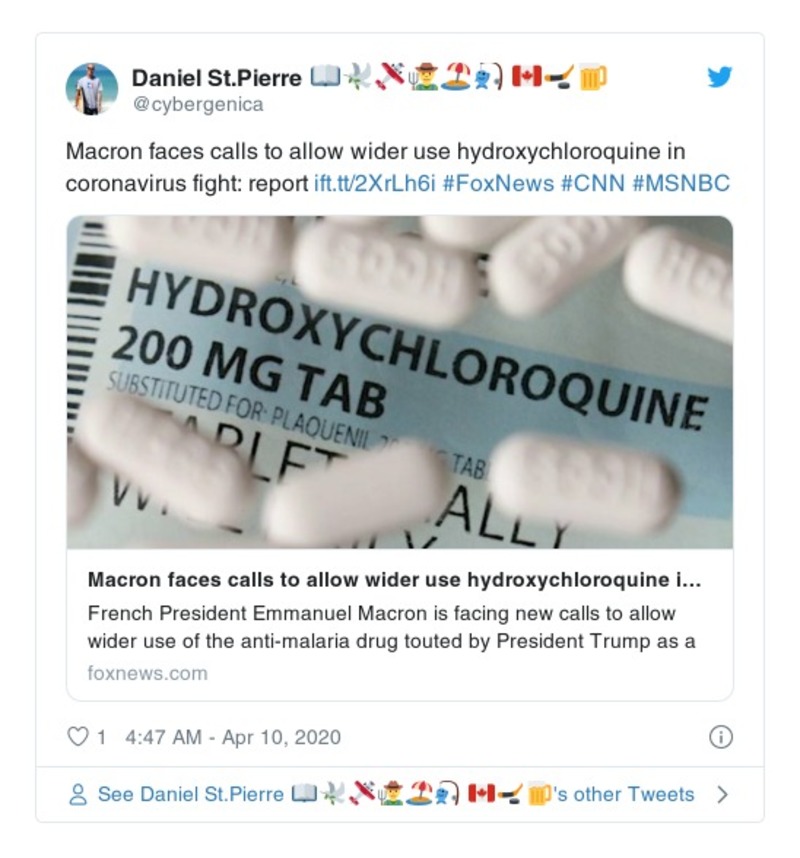 Daniel St.Pierre 📖🕊️🛩️👨‍🌾🏖️🎣 🇨🇦🏒🍺
@cybergenica
Macron faces calls to allow wider use hydroxychloroquine in
coronavirus fight: report ift.tt/2XrLh6i #FoxNews #CNN #MSNBC
HYDROXYCHLOROQUINE
200 MG TAB
SUBSTITUTED FOR: PLAQUENIL TAB
Macron faces calls to allow wider use hydroxychloroquine i...
French President Emmanuel Macron is facing new calls to allow
wider use of the anti-malaria drug touted by President Trump as a
foxnews.com
1 4:47 AM - Apr 10, 2020
See Daniel St.Pierre 📖🕊️🛩️👨‍🌾🏖️🎣 🇨🇦🏒🍺's other Tweets